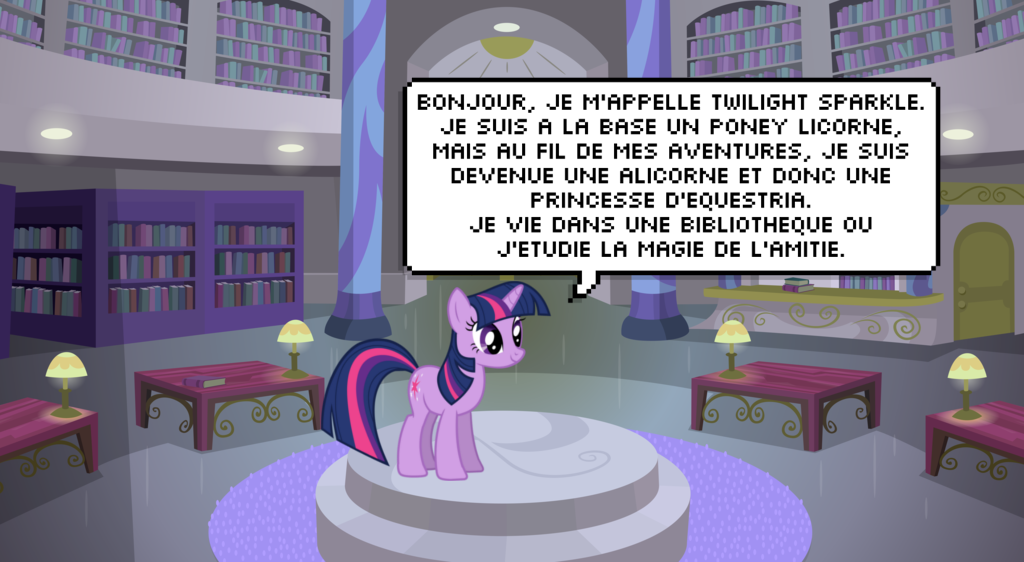 BONJOUR, JE M'APPELLE TWILIGHT SPARKLE.
JE SUIS A LA BASE UN PONEY LICORNE,
MAIS AU FIL DE MES AVENTURES, JE SUIS
DEVENUE UNE ALICORNE ET DONC UNE
PRINCESSE D'EQUESTRIA.
JE VIE DANS UNE BIBLIOTHEQUE OU
J'ETUDIE LA MAGIE DE L'AMITIE.